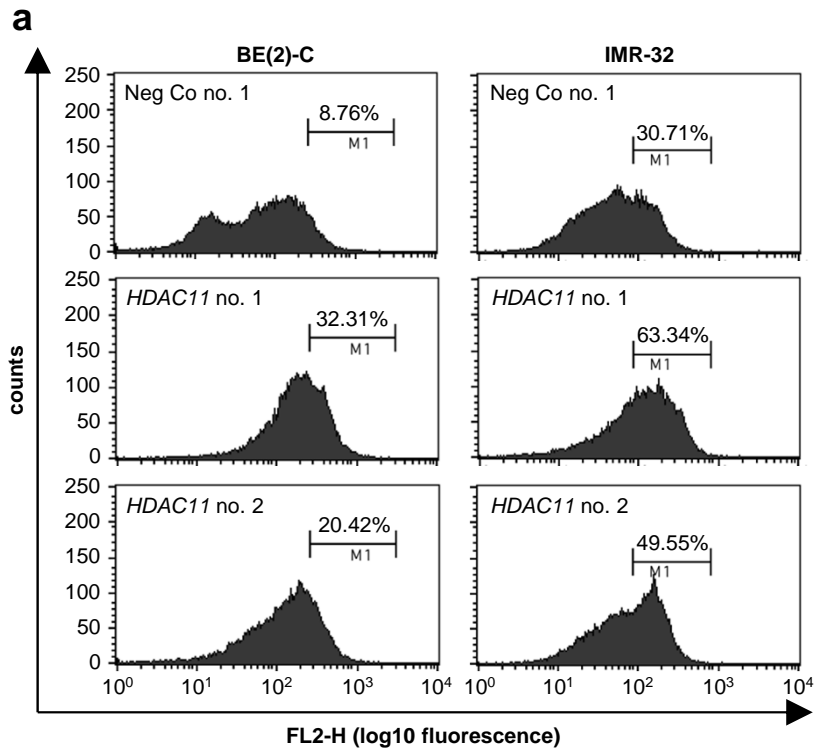 a
BE(2)-C
IMR-32
counts
250
200
150
100
50
0
Neg Co no. 1
8.76%
M1
Neg Co no. 1
30.71%
M1
250
200
150
100
50
0
HDAC11 no. 1
32.31%
M1
HDAC11 no. 1
63.34%
M1
250
200
150
100
50
0
HDAC11 no. 2
20.42%
M1
HDAC11 no. 2
49.55%
M1
10⁰ 10¹ 10² 10³ 10⁴
10⁰ 10¹ 10² 10³ 10⁴
FL2-H (log10 fluorescence)